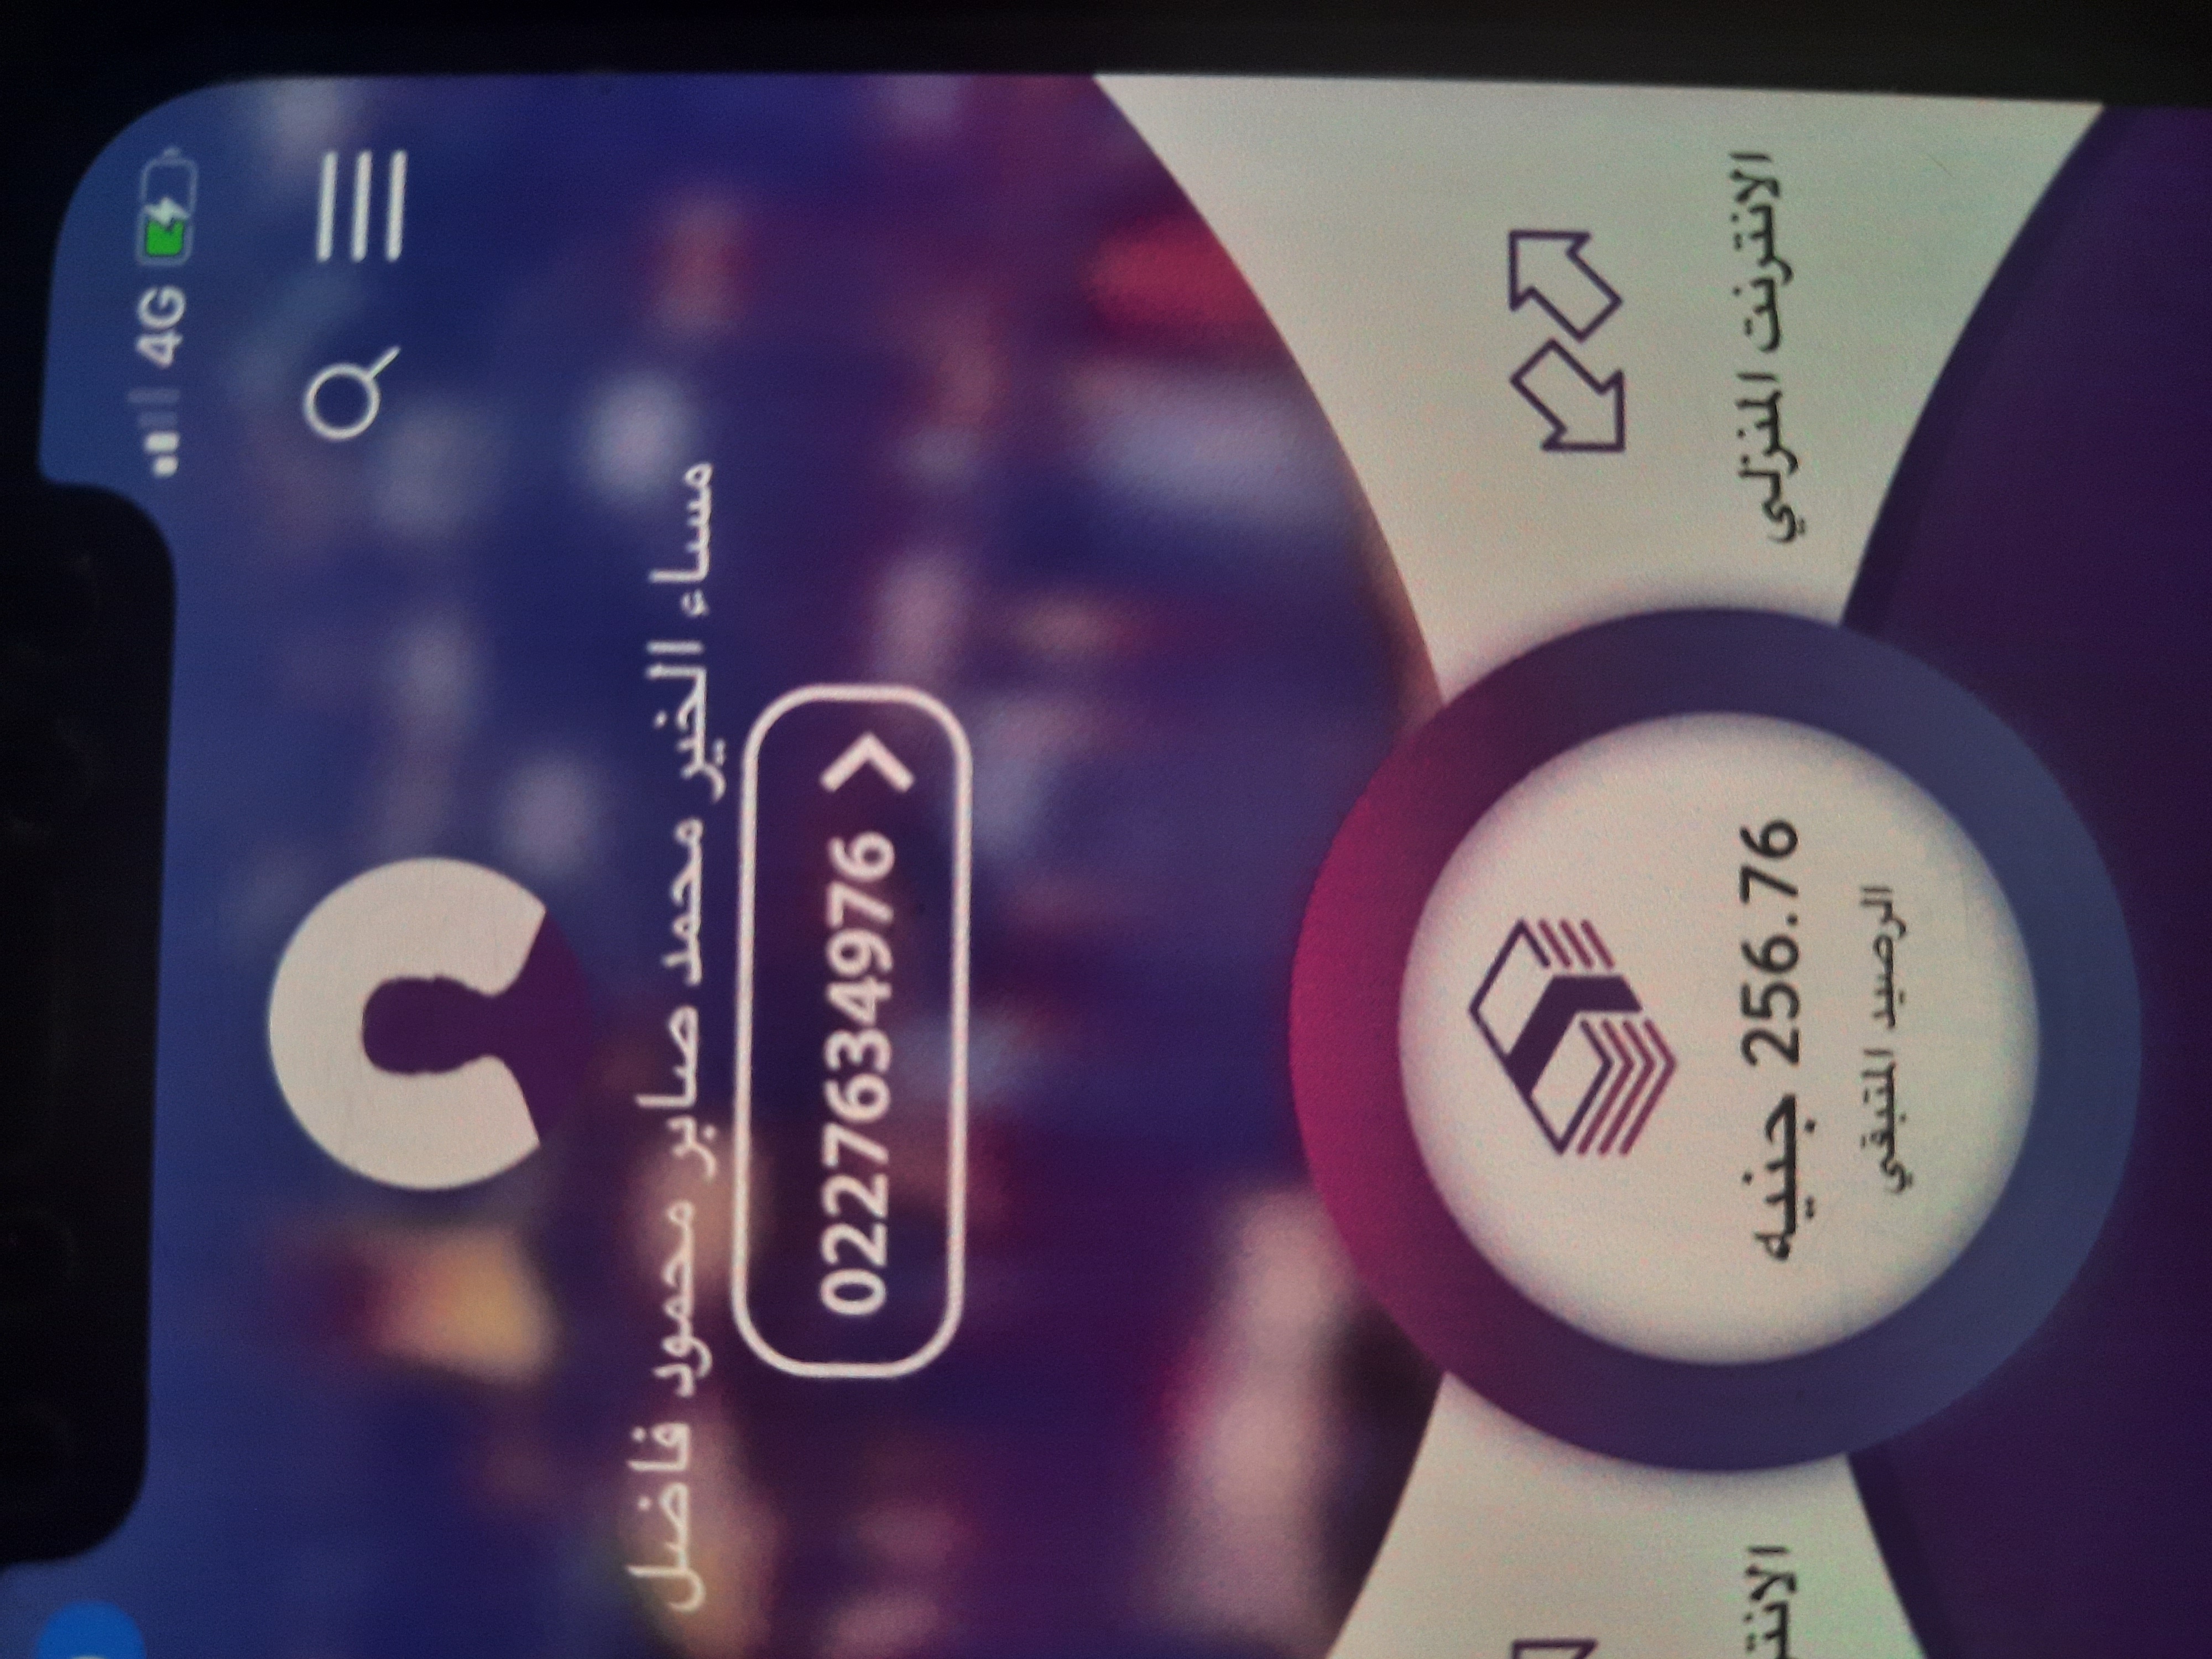 4G
مساء الخير محمد صابر محمود فاضل
0227634976
256.76 جنيه
الرصيد المتبقي
الانترنت المنزلي